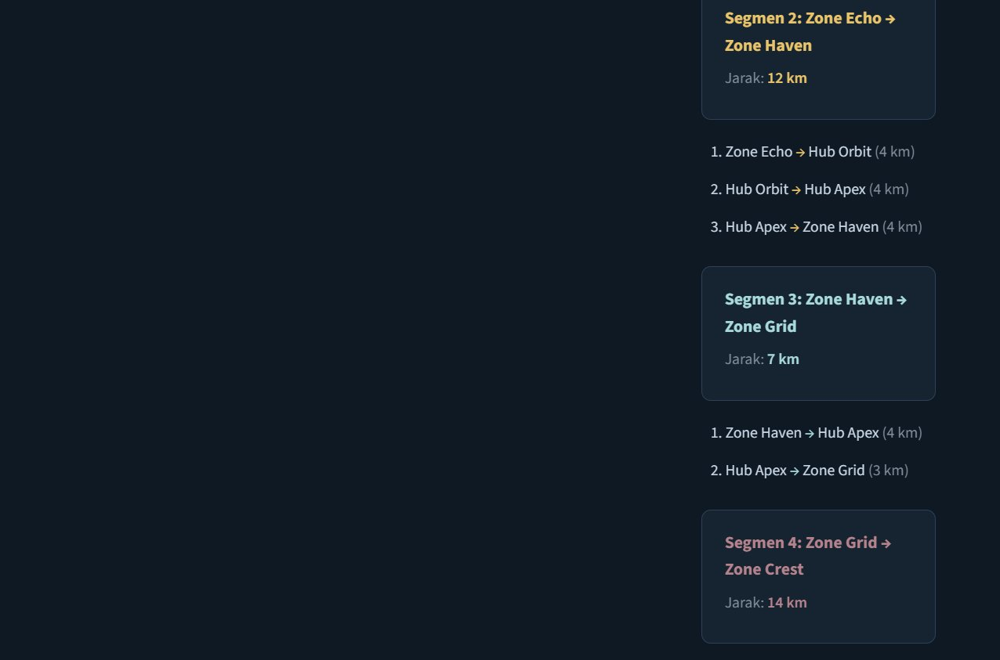 Segmen 2: Zone Echo →
Zone Haven
Jarak: 12 km
1. Zone Echo → Hub Orbit (4 km)
2. Hub Orbit → Hub Apex (4 km)
3. Hub Apex → Zone Haven (4 km)
Segmen 3: Zone Haven →
Zone Grid
Jarak: 7 km
1. Zone Haven → Hub Apex (4 km)
2. Hub Apex → Zone Grid (3 km)
Segmen 4: Zone Grid →
Zone Crest
Jarak: 14 km